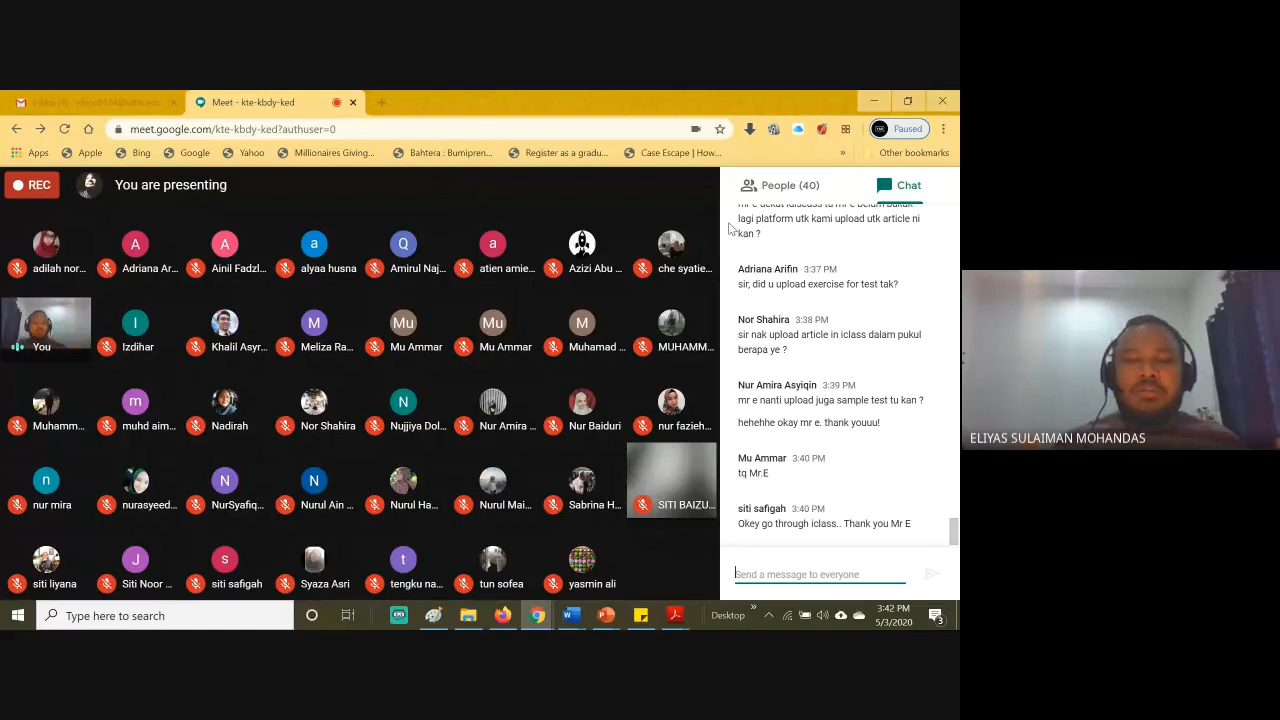 Meet - kte-kbdy-ked
meet.google.com/kte-kbdy-ked?authuser=0
Paused
Apps
Apple
Bing
Google
Yahoo
Millionaires Giving...
Bahtera : Bumipren...
Register as a gradu...
Case Escape | How...
»
Other bookmarks
REC
You are presenting
People (40)
Chat
lagi platform utk kami upload utk article ni
kan ?
Adriana Arifin 3:37 PM
sir, did u upload exercise for test tak?
Nor Shahira 3:38 PM
sir nak upload article in iclass dalam pukul
berapa ye ?
Nur Amira Asyiqin 3:39 PM
mr e nanti upload juga sample test tu kan ?
hehehhe okay mr e. thank youuu!
Mu Ammar 3:40 PM
tq Mr.E
siti safigah 3:40 PM
Okey go through iclass.. Thank you Mr E
Send a message to everyone
A A a Q a
adilah nor... Adriana Ar... Ainil Fadzl... alyaa husna Amirul Naj... atien amie... Azizi Abu ... che syatie...
I M Mu Mu M
You Izdihar Khalil Asyr... Meliza Ra... Mu Ammar Mu Ammar Muhamad ... MUHAMM...
m N
Muhamm... muhd aim... Nadirah Nor Shahira Nujjiya Dol... Nur Amira ... Nur Baiduri nur fazieh...
n N N
nur mira nurasyeed... NurSyafiq... Nurul Ain ... Nurul Ha... Nurul Mai... Sabrina H... SITI BAIZU...
J s t
siti lijana Siti Noor ... siti safigah Syaza Asri tengku na... tun sofea yasmin ali
ELIYAS SULAIMAN MOHANDAS
Type here to search
Desktop
»
3:42 PM
5/3/2020
3